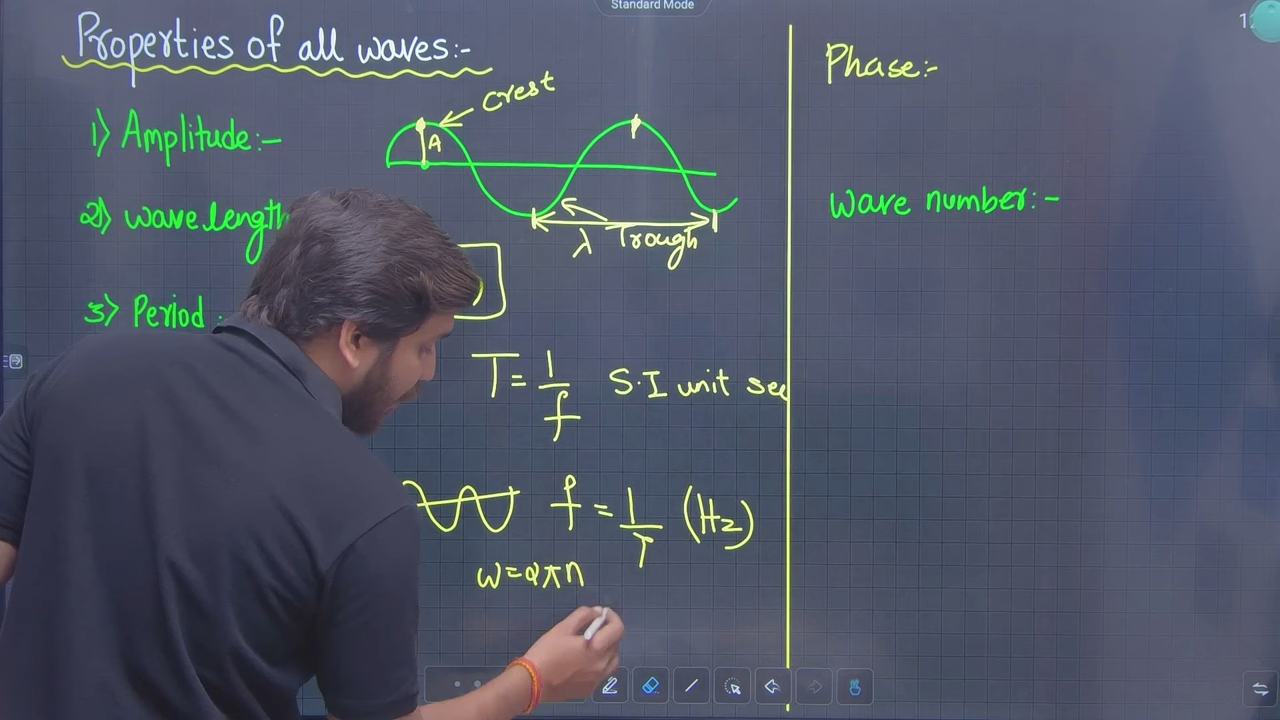 Standard Mode
Properties of all waves:-
1) Amplitude:-
Crest
A
2) wavelength
λ Trough
3) Period :-
T = 1/f S.I unit sec
f = 1/T (Hz)
ω=2πn
Phase:-
Wave number:-